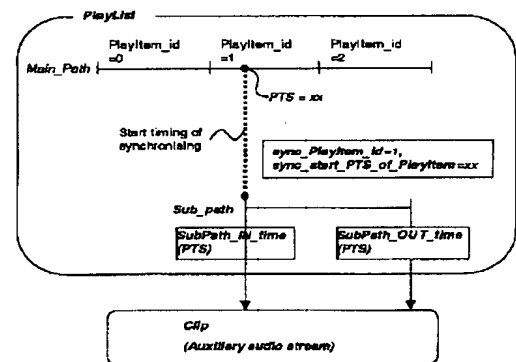 PlayList
PlayItem_id
=0
PlayItem_id
=1
PlayItem_id
=2
Main_Path
PTS = xx
Start timing of
synchronising
sync_PlayItem_id=1,
sync_start_PTS_of_PlayItem=xx
Sub_path
SubPath_IN_time
(PTS)
SubPath_OUT_time
(PTS)
Clip
(Auxiliary audio stream)